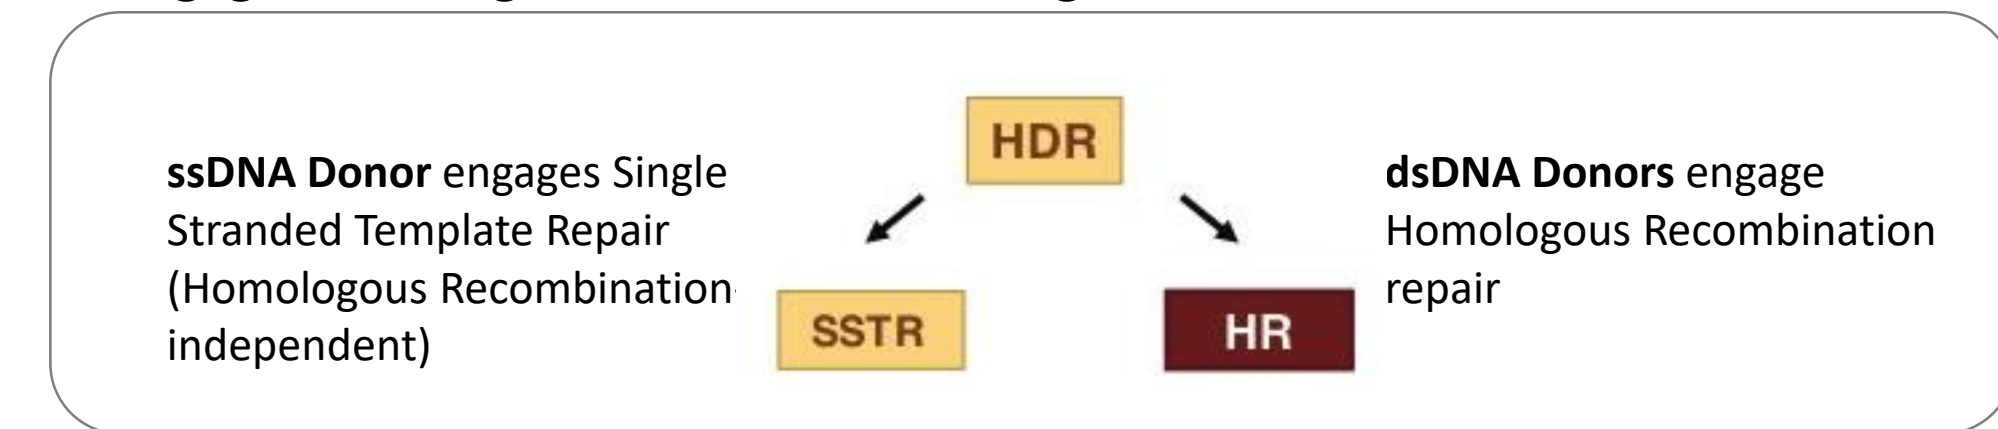 ssDNA Donor engages Single
Stranded Template Repair
(Homologous Recombination-
independent)
HDR
SSTR
HR
dsDNA Donors engage
Homologous Recombination
repair